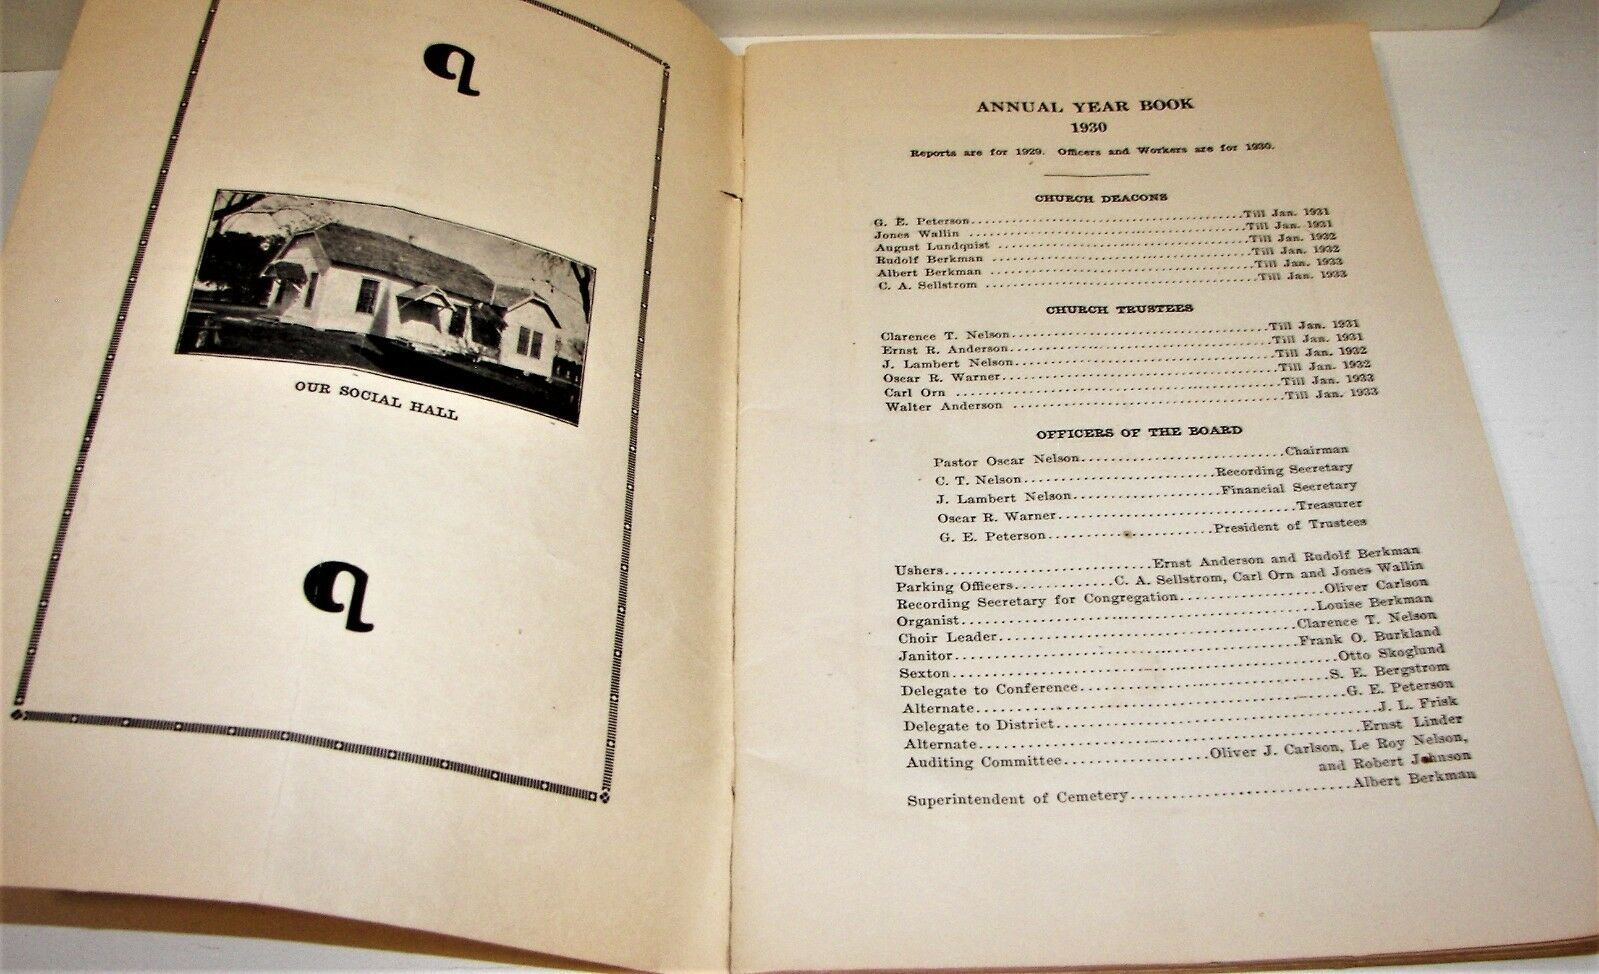 q
OUR SOCIAL HALL
q
ANNUAL YEAR BOOK
1930
Reports are for 1929. Officers and Workers are for 1930.
CHURCH DEACONS
G. E. Peterson..............................Till Jan. 1931
Jones Wallin ..............................Till Jan. 1931
August Lundquist ..............................Till Jan. 1932
Rudolf Berkman ..............................Till Jan. 1932
Albert Berkman ..............................Till Jan. 1933
C. A. Sellstrom ..............................Till Jan. 1933
CHURCH TRUSTEES
Clarence T. Nelson..............................Till Jan. 1931
Ernst R. Anderson..............................Till Jan. 1931
J. Lambert Nelson..............................Till Jan. 1932
Oscar R. Warner..............................Till Jan. 1932
Carl Orn ..............................Till Jan. 1933
Walter Anderson ..............................Till Jan. 1933
OFFICERS OF THE BOARD
Pastor Oscar Nelson..............................Chairman
C. T. Nelson..............................Recording Secretary
J. Lambert Nelson......................Financial Secretary
Oscar R. Warner..............................Treasurer
G. E. Peterson......................President of Trustees
Ushers..............................Ernst Anderson and Rudolf Berkman
Parking Officers...............C. A. Sellstrom, Carl Orn and Jones Wallin
Recording Secretary for Congregation..................Oliver Carlson
Organist..............................Louise Berkman
Choir Leader..............................Clarence T. Nelson
Janitor..............................Frank O. Burkland
Sexton..............................Otto Skoglund
Delegate to Conference..............................S. E. Bergstrom
Alternate..............................G. E. Peterson
Delegate to District..............................J. L. Frisk
Alternate..............................Ernst Linder
Auditing Committee..................Oliver J. Carlson, Le Roy Nelson,
and Robert Johnson
Superintendent of Cemetery...........................Albert Berkman